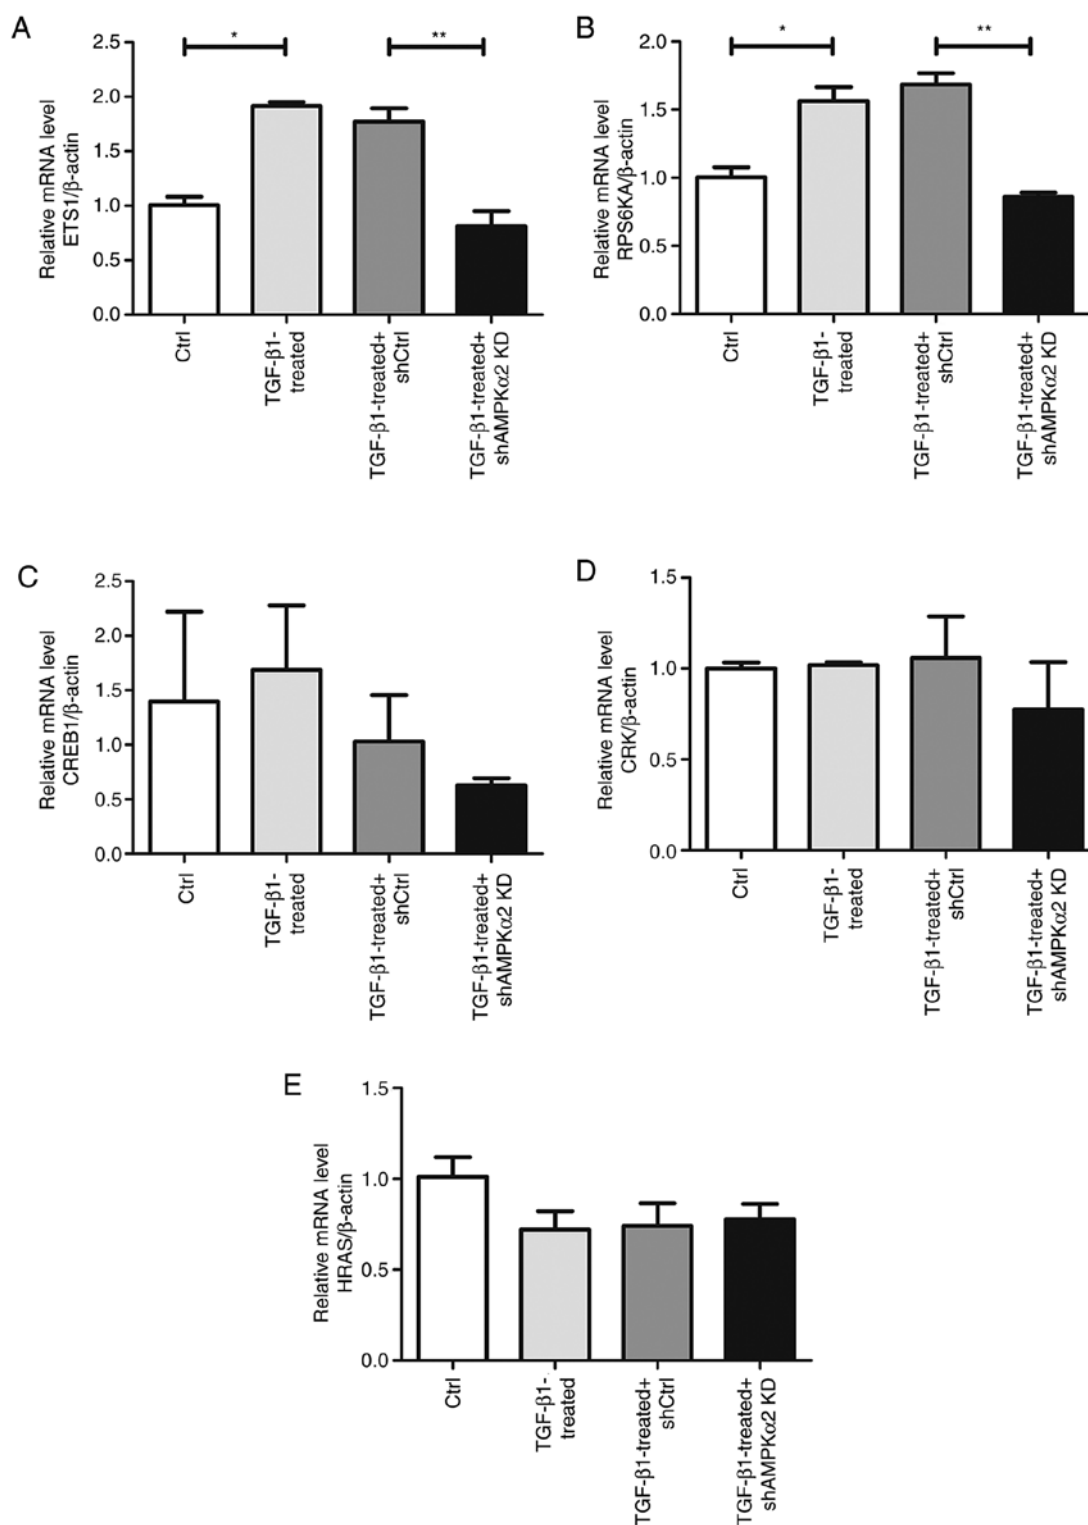 A
Relative mRNA level
ETS1/β-actin
2.5
2.0
1.5
1.0
0.5
0.0
*
**
Ctrl
TGF-β1-
treated
TGF-β1-treated+
shCtrl
TGF-β1-treated+
shAMPKα2 KD
B
Relative mRNA level
RPS6KA/β-actin
2.0
1.5
1.0
0.5
0.0
*
**
Ctrl
TGF-β1-
treated
TGF-β1-treated+
shCtrl
TGF-β1-treated+
shAMPKα2 KD
C
Relative mRNA level
CREB1/β-actin
2.5
2.0
1.5
1.0
0.5
0.0
Ctrl
TGF-β1-
treated
TGF-β1-treated+
shCtrl
TGF-β1-treated+
shAMPKα2 KD
D
Relative mRNA level
CRK/β-actin
1.5
1.0
0.5
0.0
Ctrl
TGF-β1-
treated
TGF-β1-treated+
shCtrl
TGF-β1-treated+
shAMPKα2 KD
E
Relative mRNA level
HRAS/β-actin
1.5
1.0
0.5
0.0
Ctrl
TGF-β1-
treated
TGF-β1-treated+
shCtrl
TGF-β1-treated+
shAMPKα2 KD